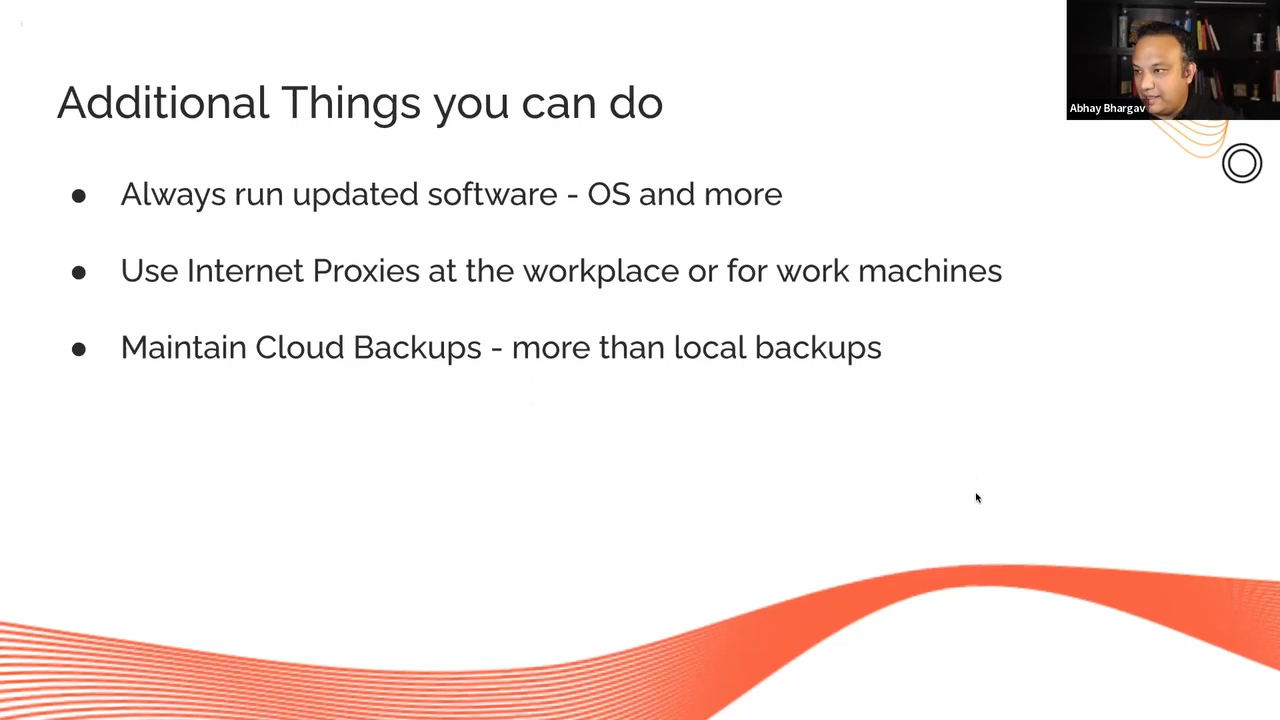 Additional Things you can do
● Always run updated software - OS and more
● Use Internet Proxies at the workplace or for work machines
● Maintain Cloud Backups - more than local backups
Abhay Bhargav